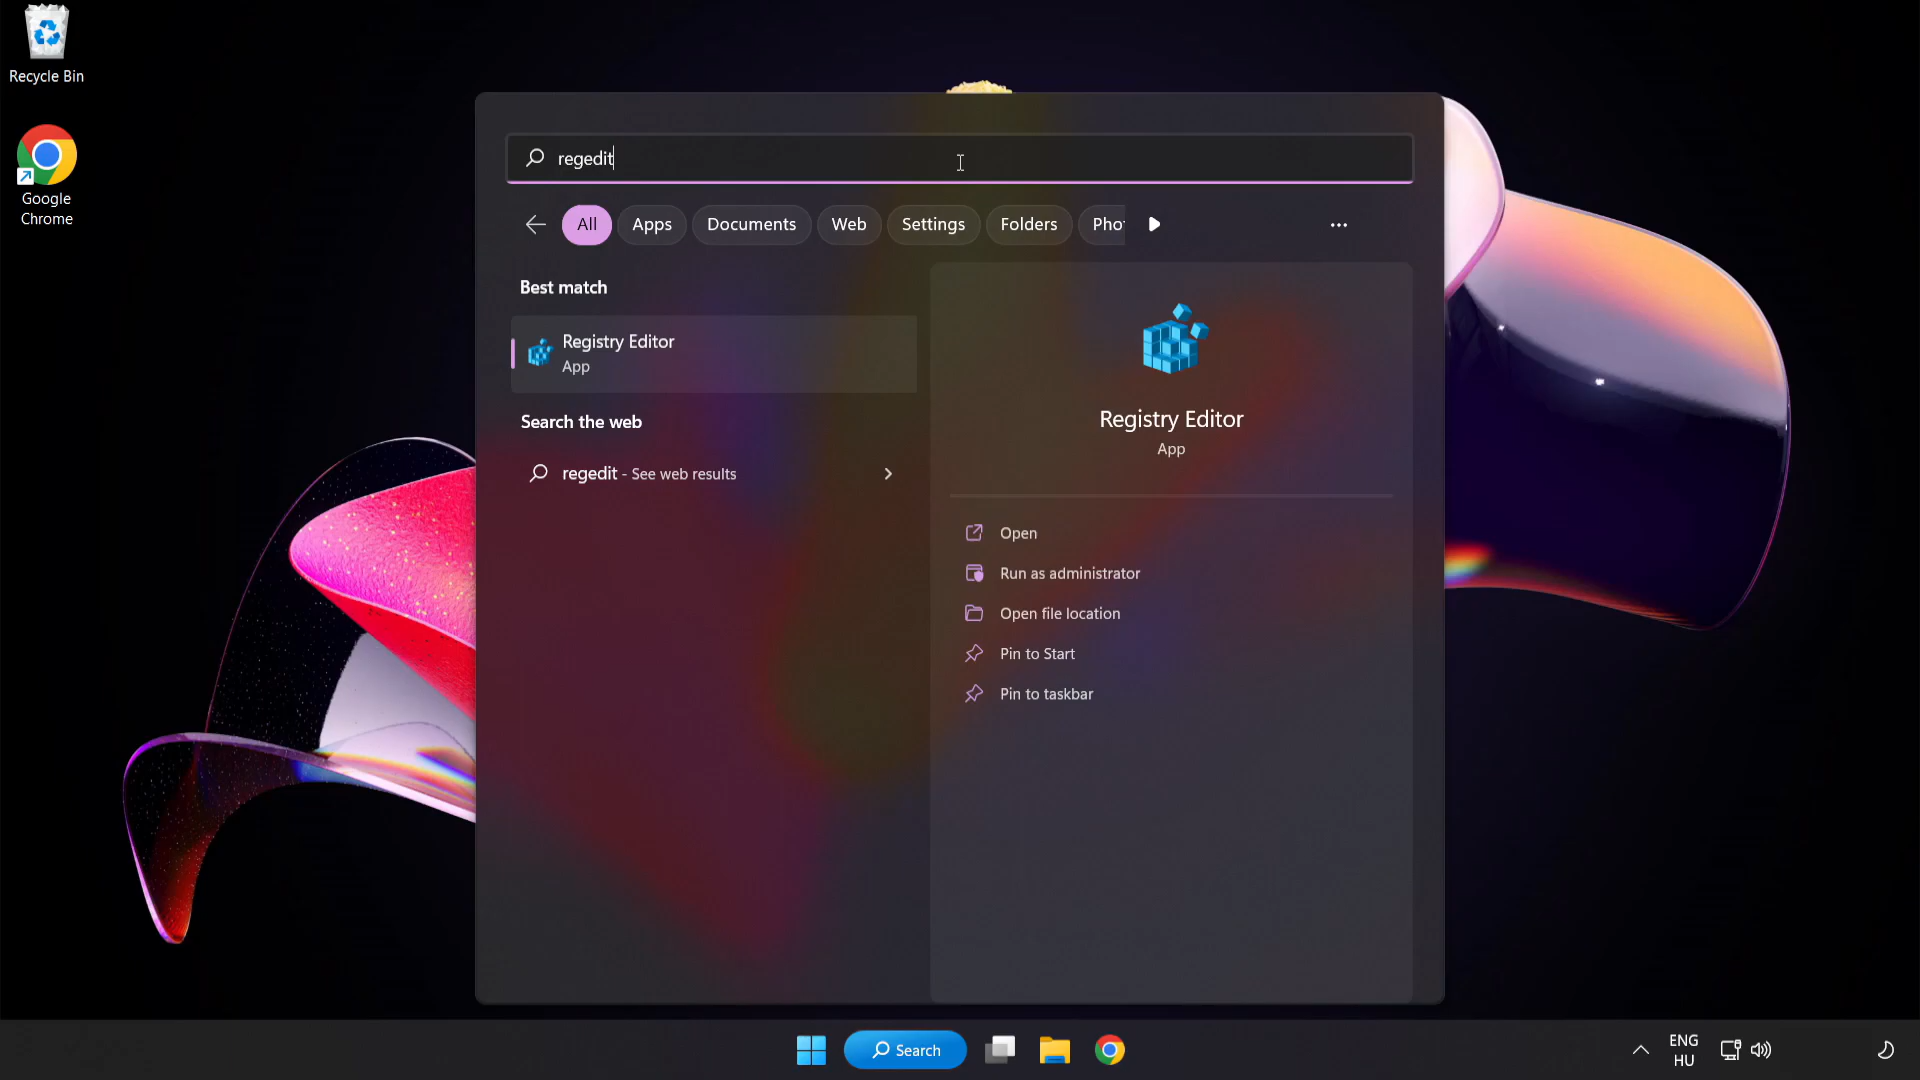 Recycle Bin
Google
Chrome
regedit
All
Apps
Documents
Web
Settings
Folders
Pho
Best match
Registry Editor
App
Search the web
regedit - See web results
Registry Editor
App
Open
Run as administrator
Open file location
Pin to Start
Pin to taskbar
Search
ENG
HU